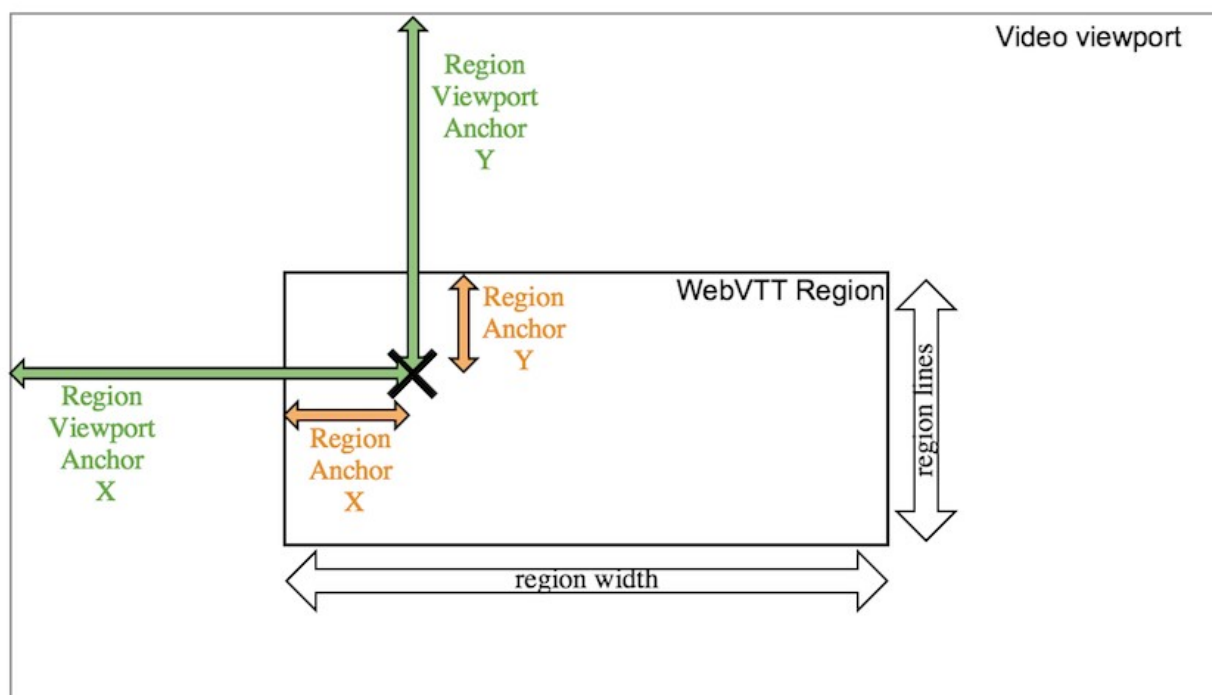 Video viewport
Region
Viewport
Anchor
Y
WebVTT Region
Region
Anchor
Y
Region
Viewport
Anchor
X
Region
Anchor
X
region lines
region width